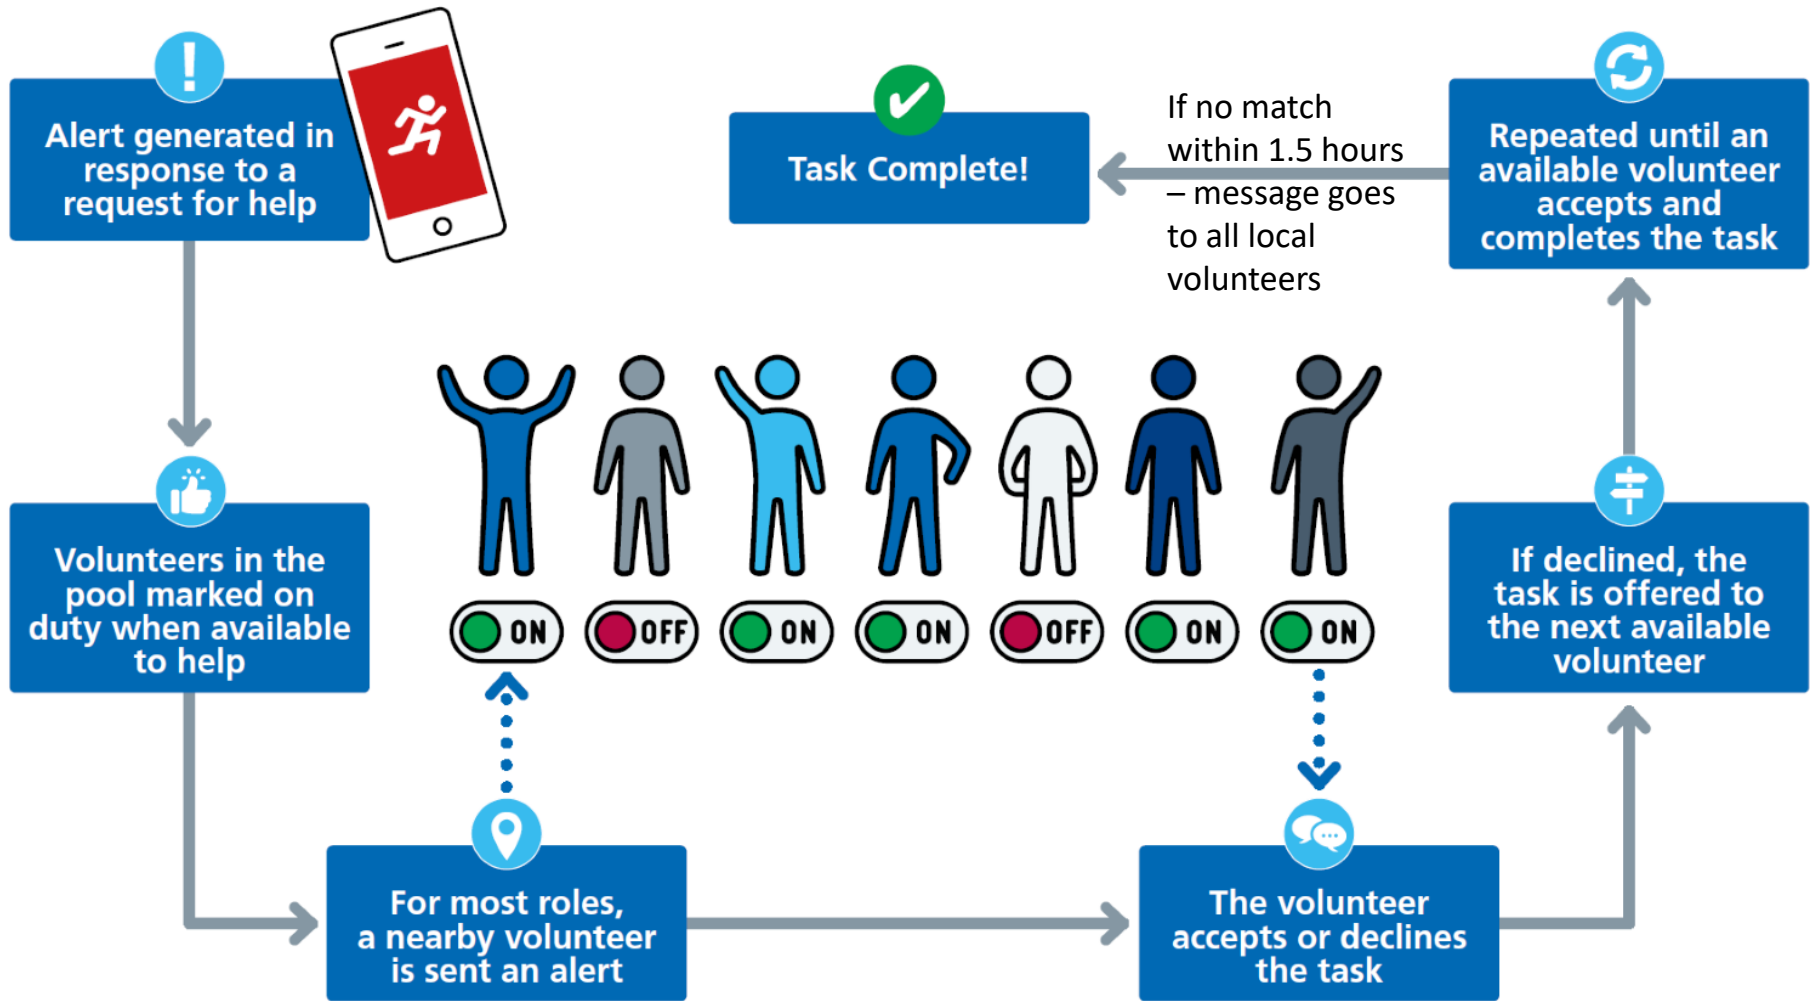 Alert generated in
response to a
request for help
Volunteers in the
pool marked on
duty when available
to help
For most roles,
a nearby volunteer
is sent an alert
ON
OFF
ON
ON
OFF
ON
ON
The volunteer
accepts or declines
the task
If declined, the
task is offered to
the next available
volunteer
Repeated until an
available volunteer
accepts and
completes the task
If no match
within 1.5 hours
– message goes
to all local
volunteers
Task Complete!